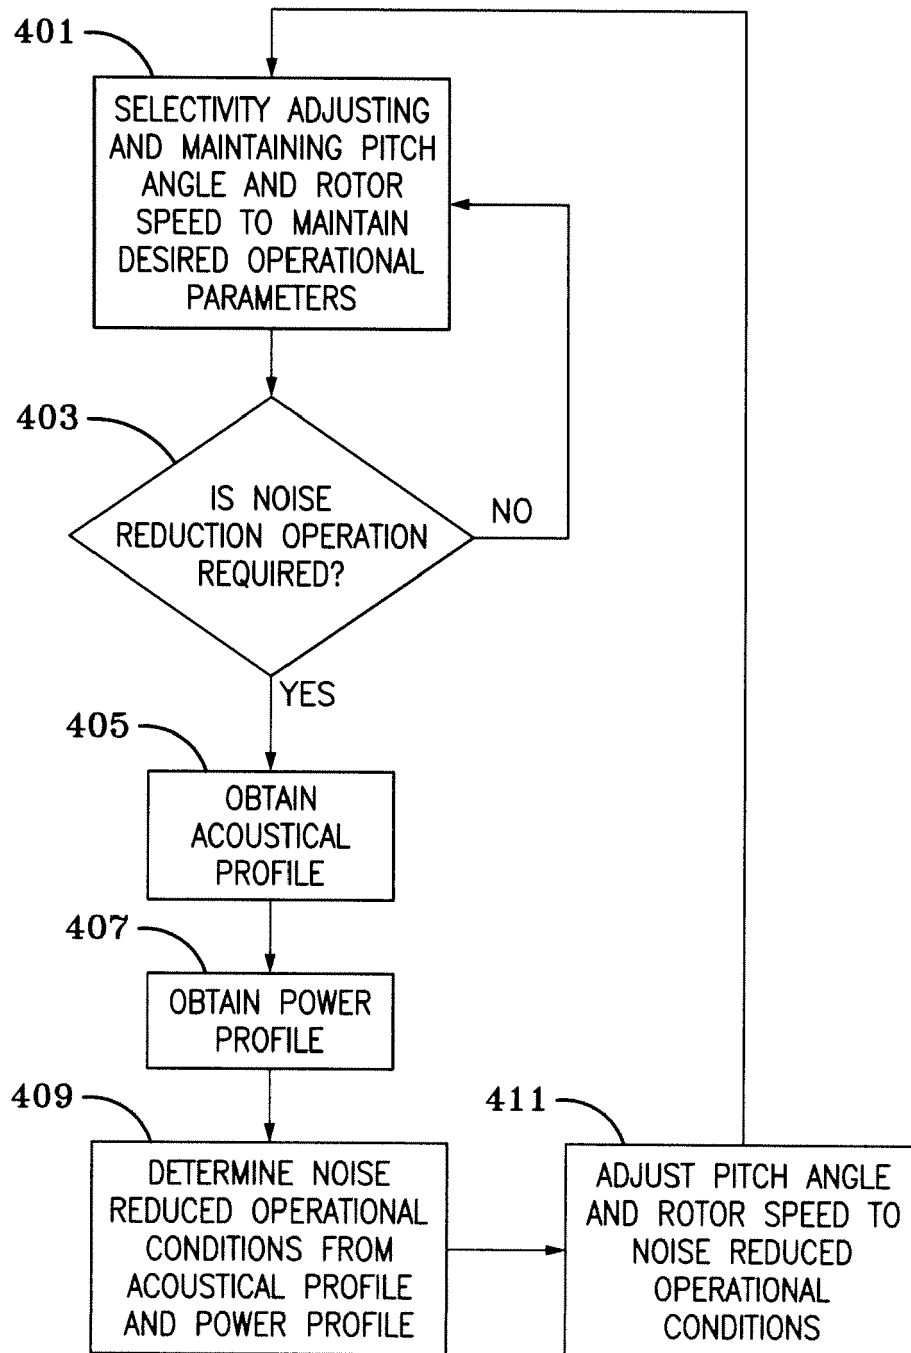 401
SELECTIVITY ADJUSTING
AND MAINTAINING PITCH
ANGLE AND ROTOR
SPEED TO MAINTAIN
DESIRED OPERATIONAL
PARAMETERS
403
IS NOISE
REDUCTION OPERATION
REQUIRED?
NO
YES
405
OBTAIN
ACOUSTICAL
PROFILE
407
OBTAIN POWER
PROFILE
409
DETERMINE NOISE
REDUCED OPERATIONAL
CONDITIONS FROM
ACOUSTICAL PROFILE
AND POWER PROFILE
411
ADJUST PITCH ANGLE
AND ROTOR SPEED TO
NOISE REDUCED
OPERATIONAL
CONDITIONS